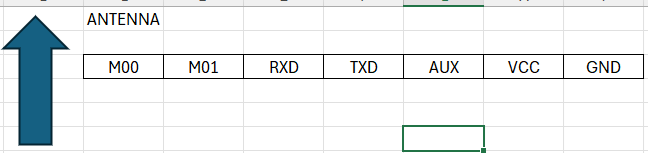 ANTENNA
M00 M01 RXD TXD AUX VCC GND